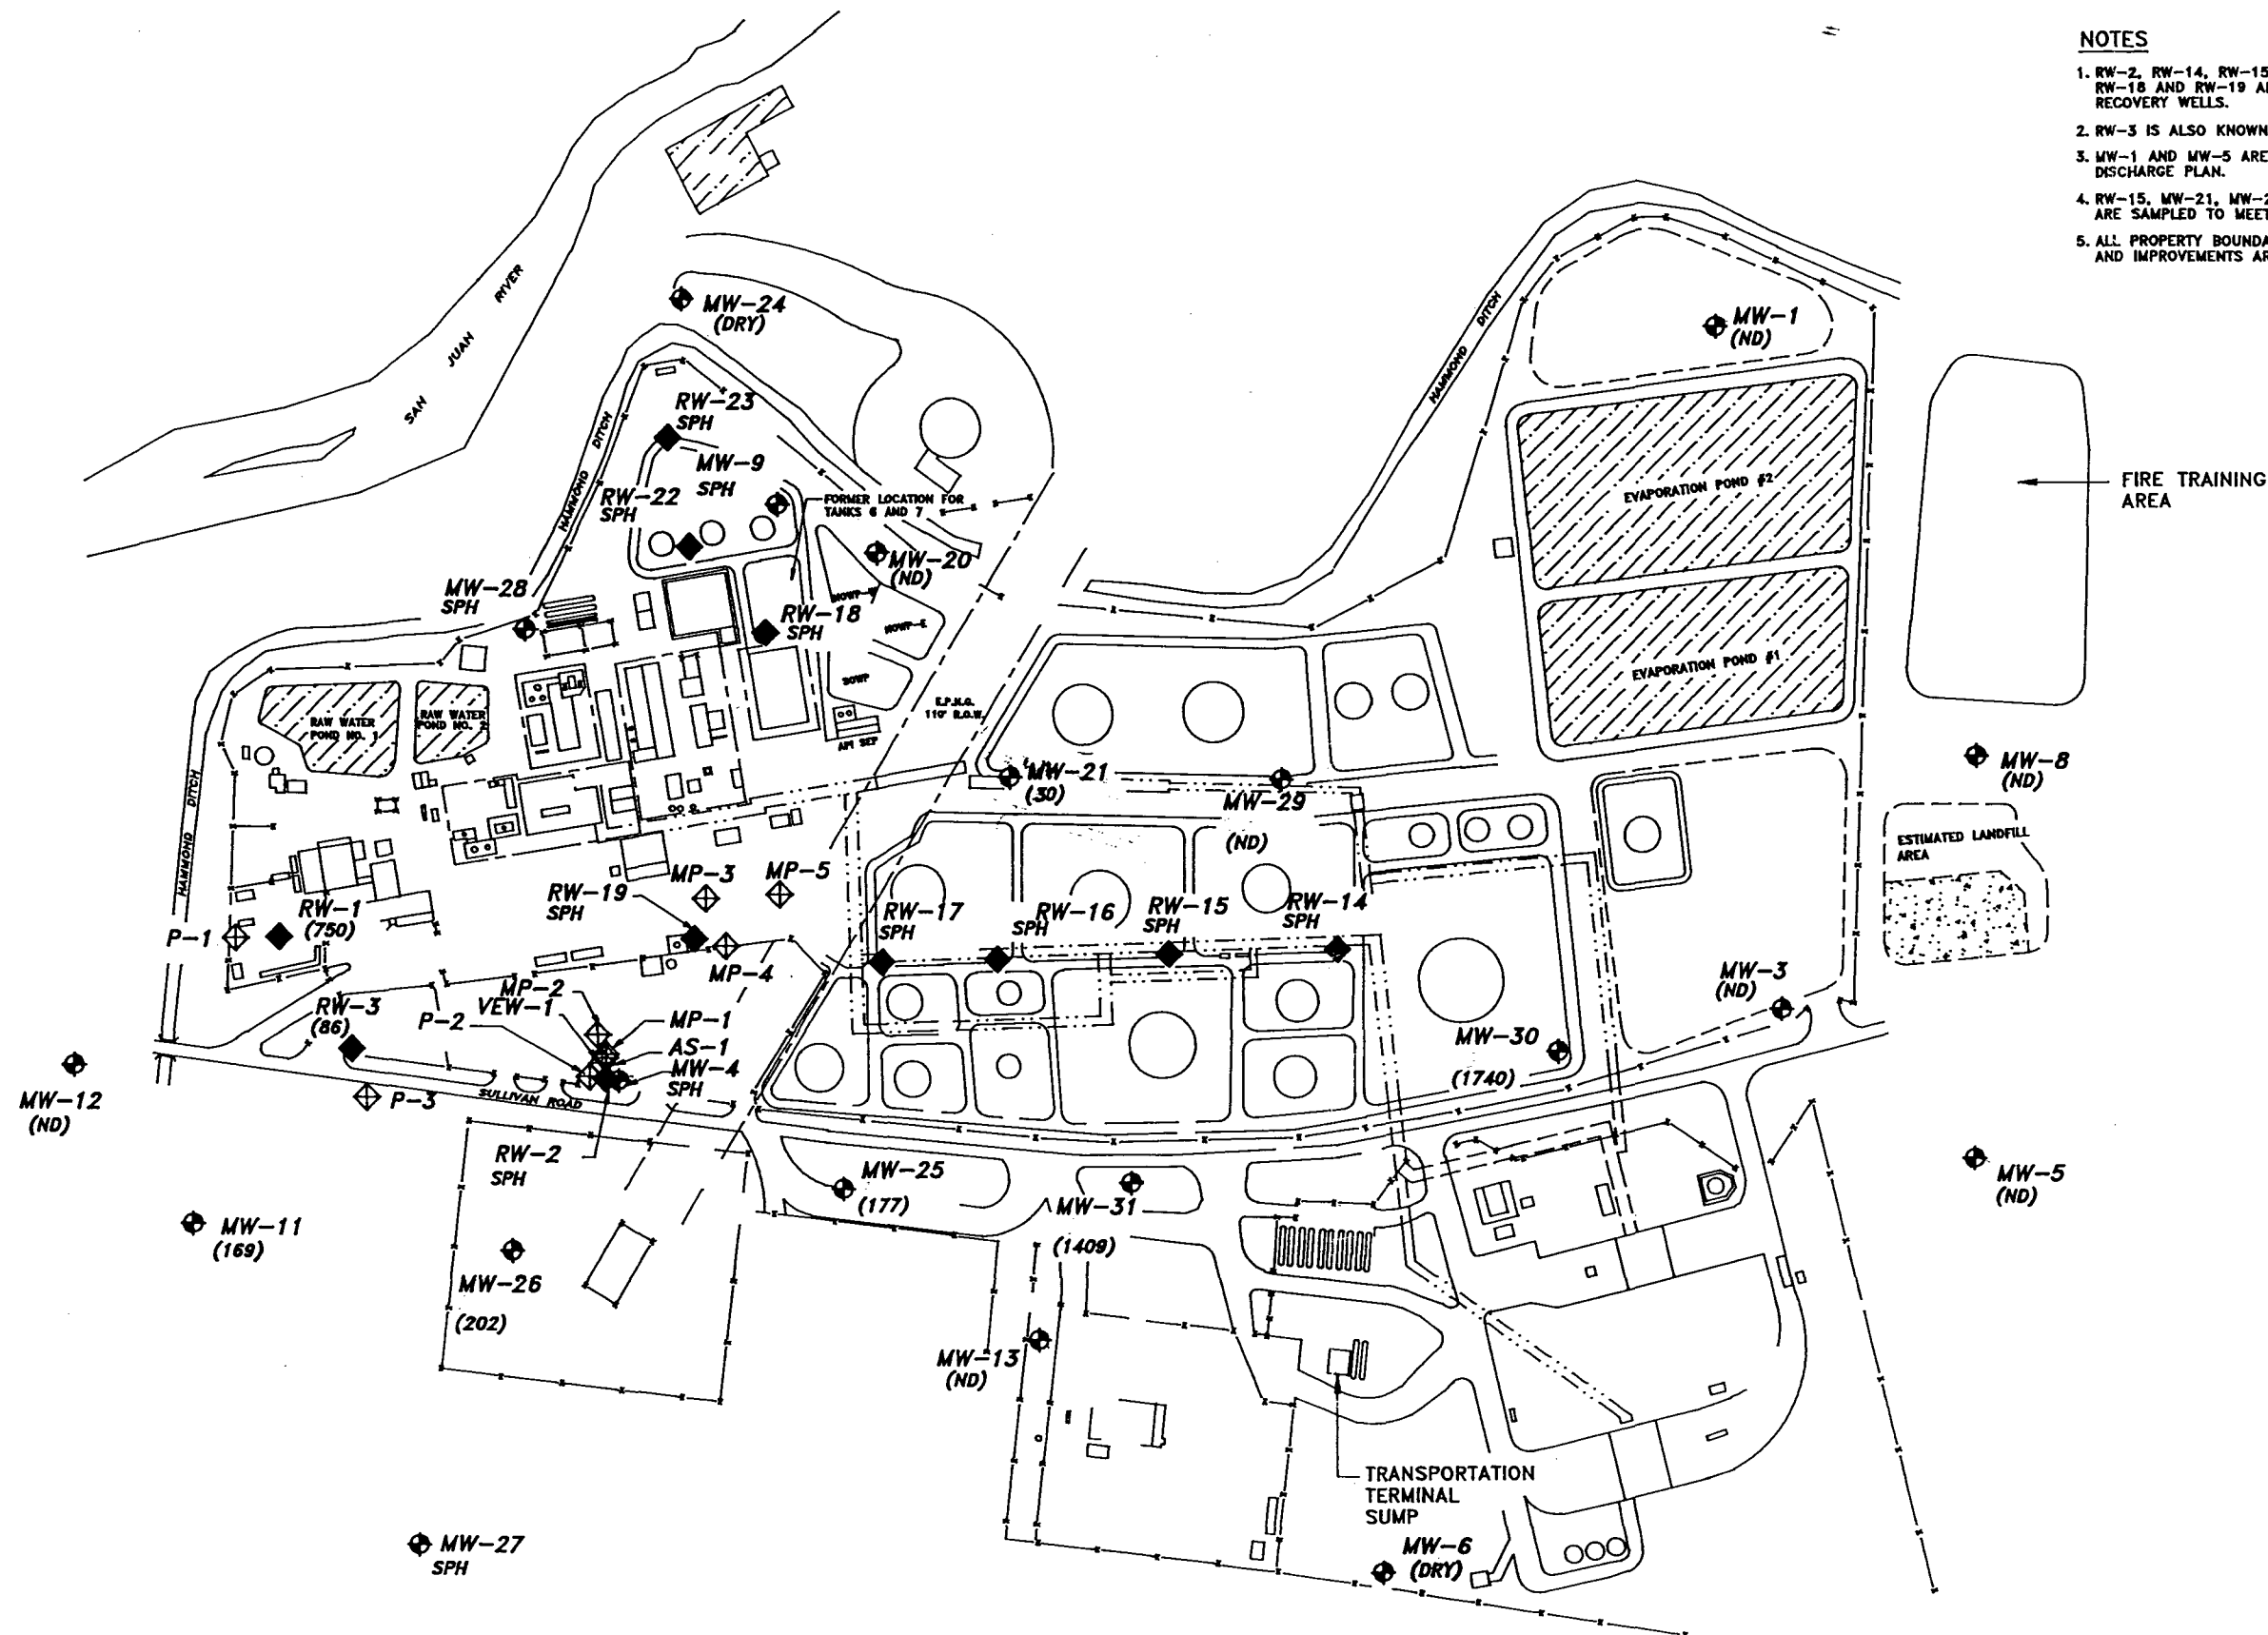 NOTES
1. RW-2, RW-14, RW-15
RW-18 AND RW-19 A
RECOVERY WELLS.
2. RW-3 IS ALSO KNOWN
3. MW-1 AND MW-5 ARE
DISCHARGE PLAN.
4. RW-15, MW-21, MW-2
ARE SAMPLED TO MEET
5. ALL PROPERTY BOUNDA
AND IMPROVEMENTS AR
SAN JUAN RIVER
HAMMOND DITCH
MW-24
(DRY)
MW-1
(ND)
HAMMOND DITCH
RW-23
SPH
MW-9
SPH
RW-22
SPH
HAMMOND DITCH
FORMER LOCATION FOR
TANKS 6 AND 7
EVAPORATION POND #2
FIRE TRAINING
AREA
MW-20
(ND)
MW-28
SPH
NOWP-E
RW-18
SPH
EVAPORATION POND #1
SOWP
RAW WATER
POND NO. 1
RAW WATER
POND NO. 2
E.P.N.G.
110' R.O.W.
API SEP
MW-8
(ND)
MW-21
(30)
MW-29
(ND)
ESTIMATED LANDFILL
AREA
MP-3
MP-5
RW-19
SPH
RW-1
(750)
P-1
RW-17
SPH
RW-16
SPH
RW-15
SPH
RW-14
SPH
MP-4
MW-3
(ND)
MP-2
VEW-1
RW-3
(86)
P-2
MP-1
AS-1
MW-4
SPH
MW-30
(1740)
MW-12
(ND)
P-3
SULLIVAN ROAD
RW-2
SPH
MW-25
(177)
MW-31
(1409)
MW-5
(ND)
MW-11
(169)
MW-26
(202)
MW-13
(ND)
TRANSPORTATION
TERMINAL
SUMP
MW-27
SPH
MW-6
(DRY)